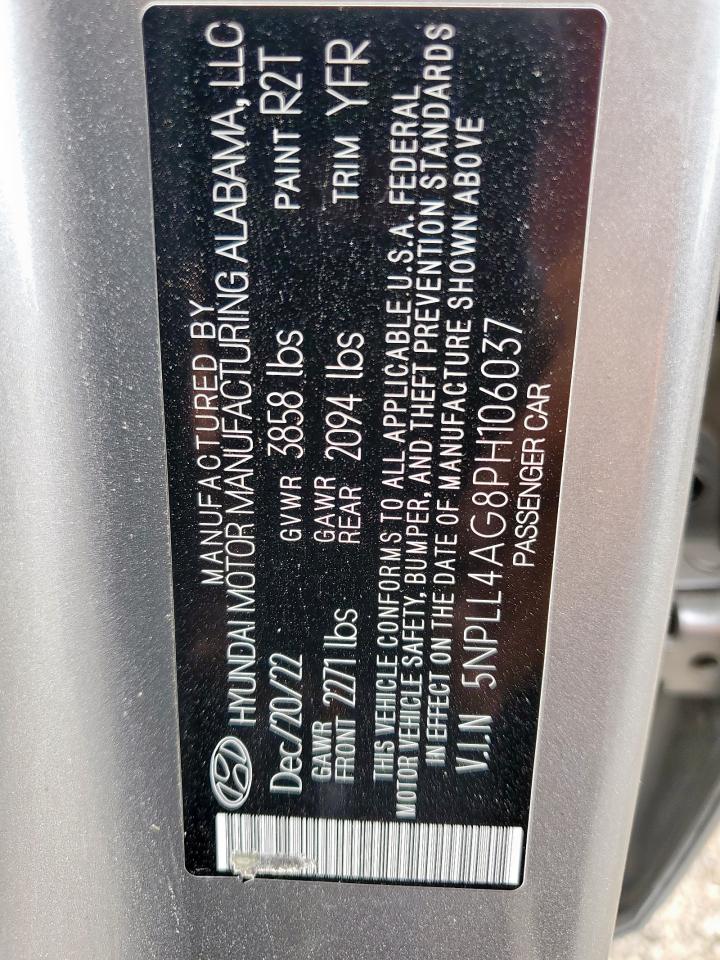 MANUFACTURED BY
HYUNDAI MOTOR MANUFACTURING ALABAMA, LLC
Dec/20/22 GVWR 3858 lbs PAINT R2T
GAWR FRONT 2271 lbs GAWR REAR 2094 lbs TRIM YFR
THIS VEHICLE CONFORMS TO ALL APPLICABLE U.S.A. FEDERAL
MOTOR VEHICLE SAFETY, BUMPER, AND THEFT PREVENTION STANDARDS
IN EFFECT ON THE DATE OF MANUFACTURE SHOWN ABOVE
V.I.N 5NPLL4AG8PH106037
PASSENGER CAR